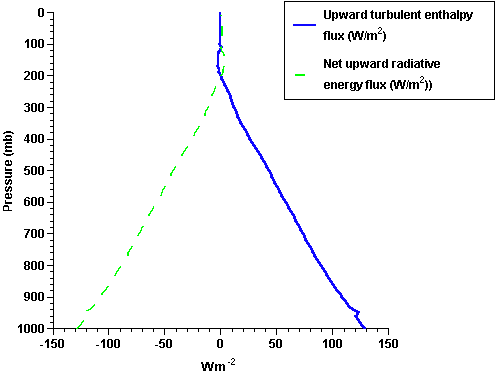 Upward turbulent enthalpy
flux (W/m²)
Net upward radiative
energy flux (W/m²))
Pressure (mb)
0
100
200
300
400
500
600
700
800
900
1000
-150 -100 -50 0 50 100 150
Wm⁻²